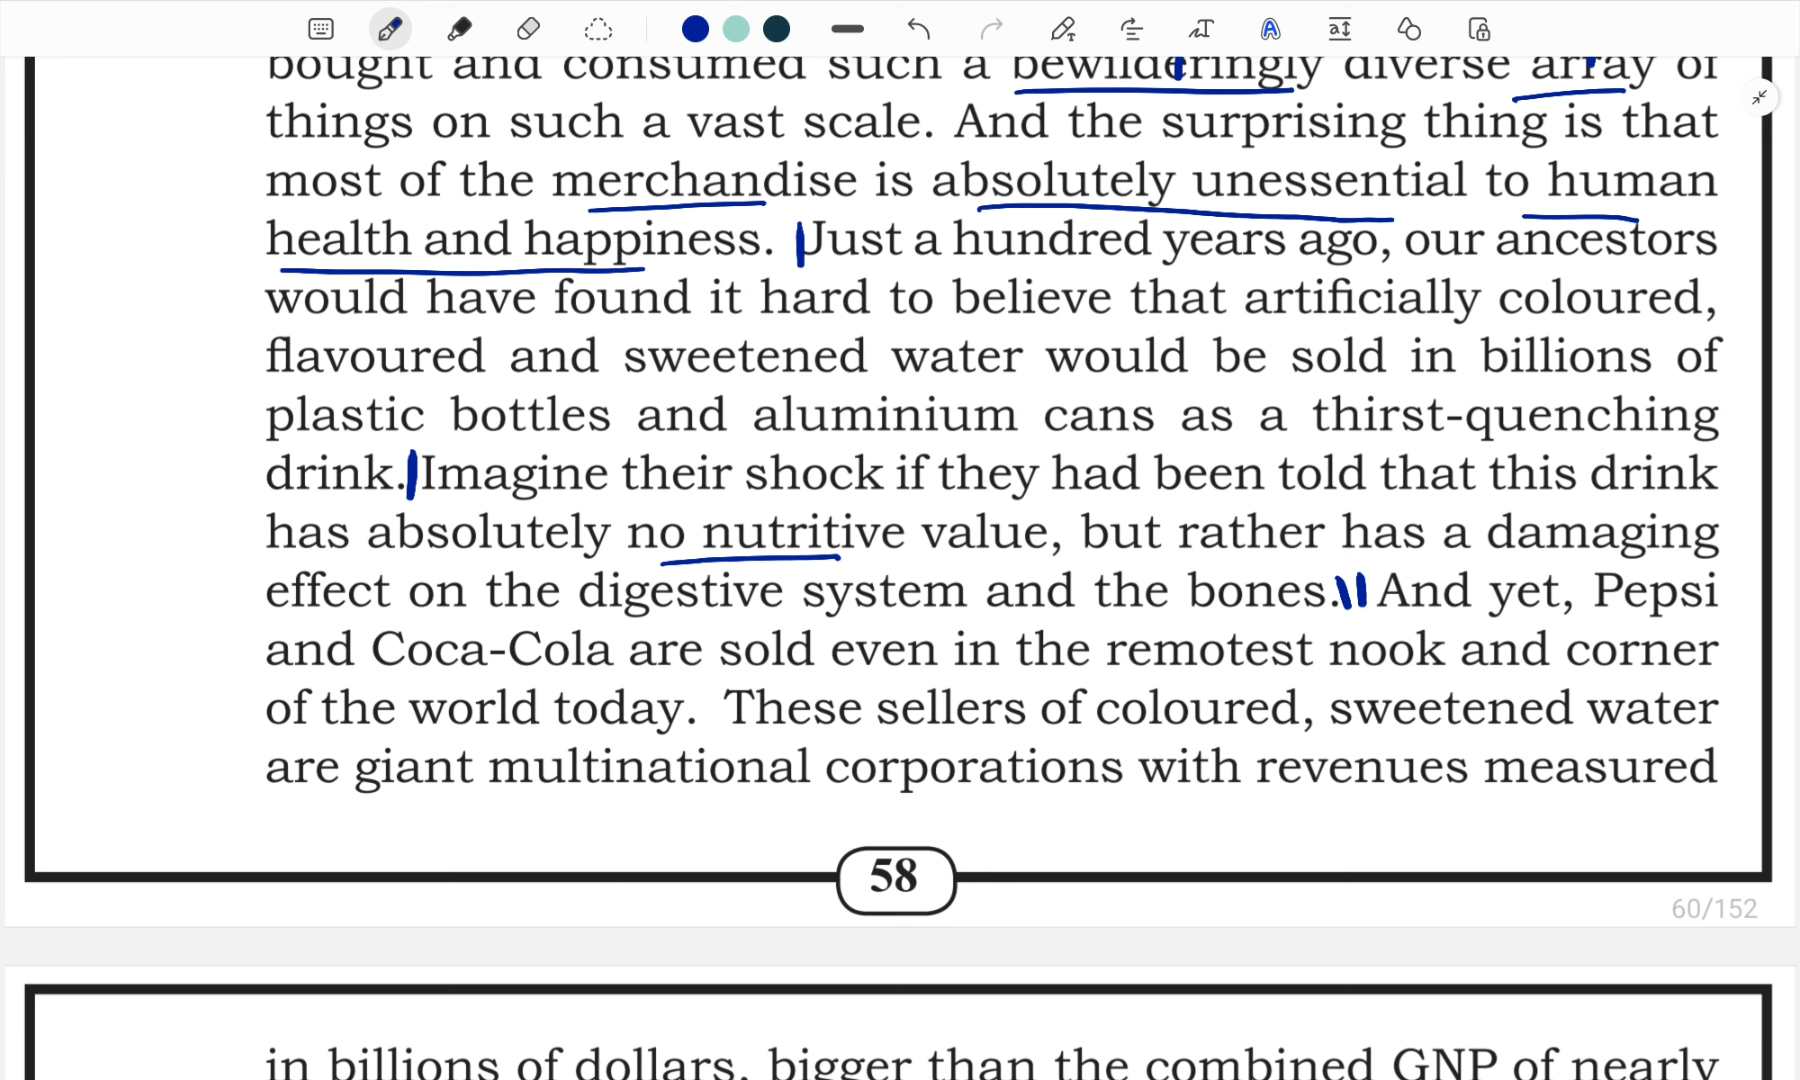 bought and consumed such a bewilderingly diverse array of
things on such a vast scale. And the surprising thing is that
most of the merchandise is absolutely unessential to human
health and happiness. Just a hundred years ago, our ancestors
would have found it hard to believe that artificially coloured,
flavoured and sweetened water would be sold in billions of
plastic bottles and aluminium cans as a thirst-quenching
drink. Imagine their shock if they had been told that this drink
has absolutely no nutritive value, but rather has a damaging
effect on the digestive system and the bones. And yet, Pepsi
and Coca-Cola are sold even in the remotest nook and corner
of the world today. These sellers of coloured, sweetened water
are giant multinational corporations with revenues measured
58
60/152
in billions of dollars, bigger than the combined GNP of nearly